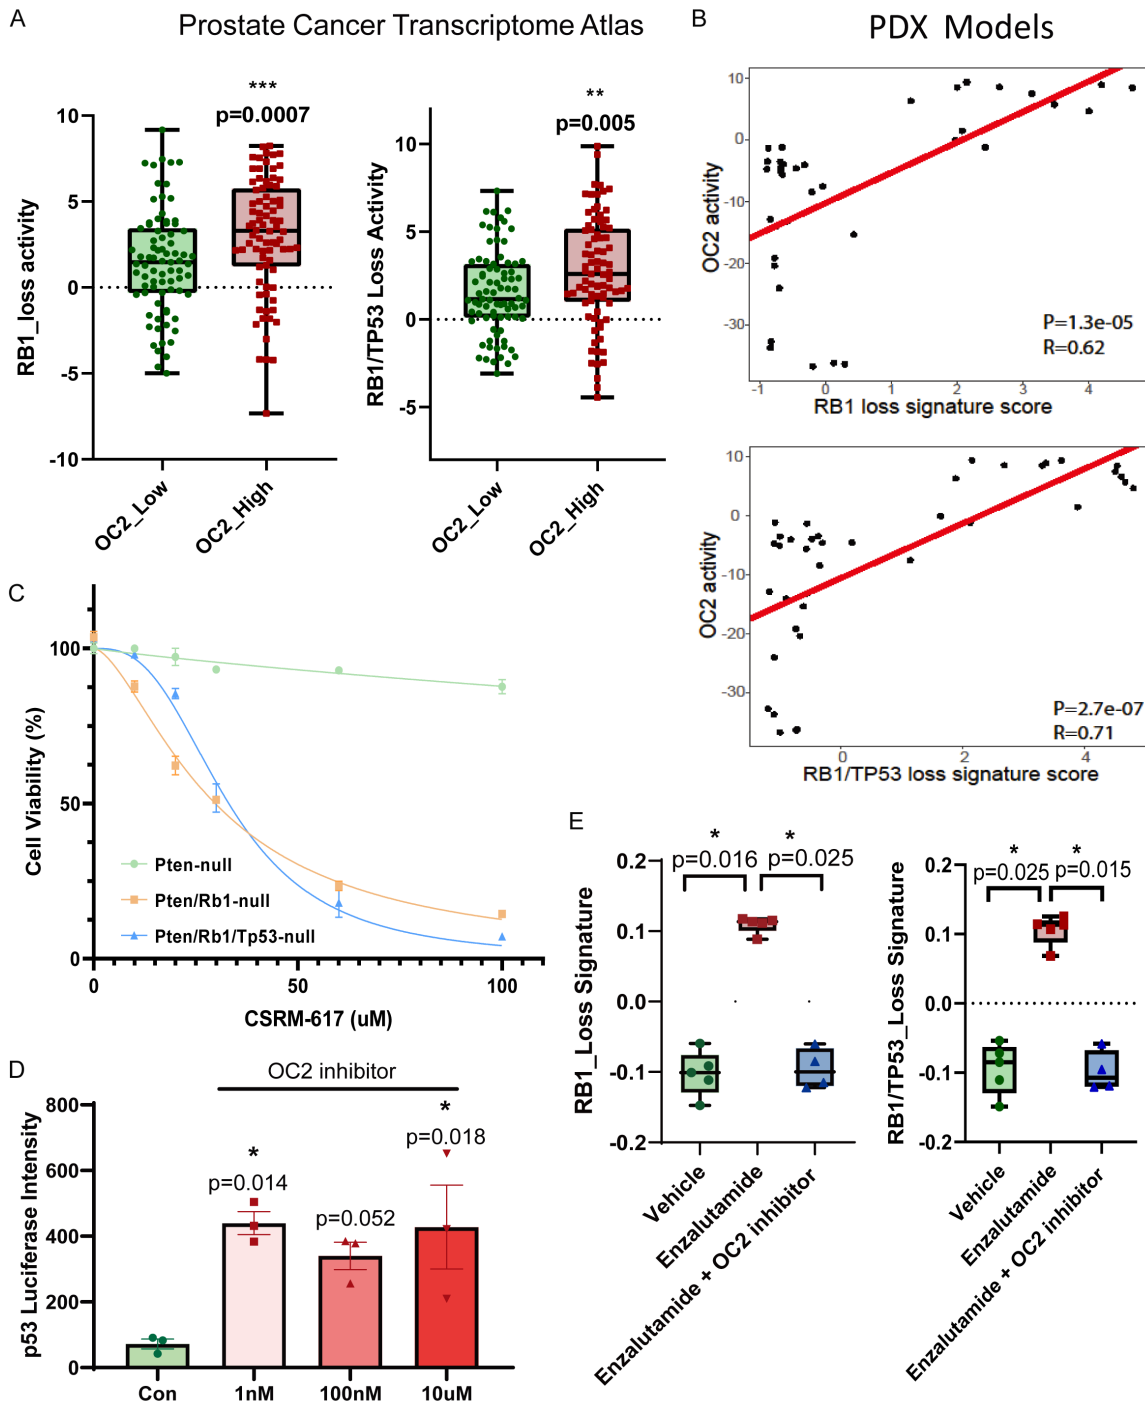 A
Prostate Cancer Transcriptome Atlas
***
p=0.0007
10
5
0
-5
-10
RB1_loss activity
OC2_Low
OC2_High
**
p=0.005
10
5
0
-5
RB1/TP53 Loss Activity
OC2_Low
OC2_High
B
PDX Models
10
0
-10
-20
-30
OC2 activity
P=1.3e-05
R=0.62
-1 0 1 2 3 4
RB1 loss signature score
10
0
-10
-20
-30
OC2 activity
P=2.7e-07
R=0.71
0 2 4
RB1/TP53 loss signature score
C
100
50
0
Cell Viability (%)
Pten-null
Pten/Rb1-null
Pten/Rb1/Tp53-null
0 50 100
CSRM-617 (uM)
D
OC2 inhibitor
800
600
400
200
0
p53 Luciferase Intensity
*
p=0.014
p=0.052
*
p=0.018
Con 1nM 100nM 10uM
E
* *
p=0.016 p=0.025
0.2
0.1
0.0
-0.1
-0.2
RB1_Loss Signature
Vehicle
Enzalutamide
Enzalutamide + OC2 inhibitor
* *
p=0.025 p=0.015
0.2
0.1
0.0
-0.1
-0.2
RB1/TP53_Loss Signature
Vehicle
Enzalutamide
Enzalutamide + OC2 inhibitor